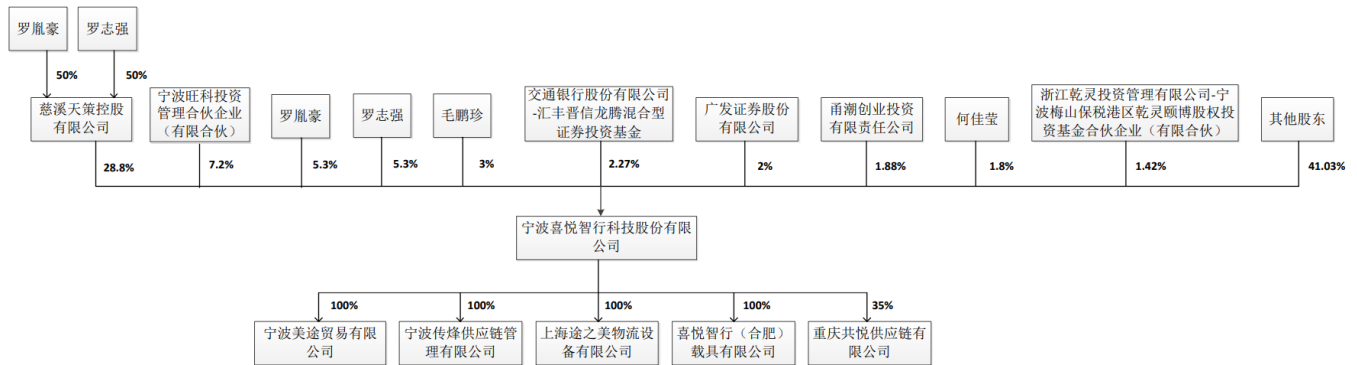 罗胤豪
罗志强
50%
50%
慈溪天策控股
有限公司
宁波旺科投资
管理合伙企业
（有限合伙）
罗胤豪
罗志强
毛鹏珍
交通银行股份有限公司
-汇丰晋信龙腾混合型
证券投资基金
广发证券股份
有限公司
甬潮创业投资
有限责任公司
何佳莹
浙江乾灵投资管理有限公司-宁
波梅山保税港区乾灵颐博股权投
资基金合伙企业（有限合伙）
其他股东
28.8%
7.2%
5.3%
5.3%
3%
2.27%
2%
1.88%
1.8%
1.42%
41.03%
宁波喜悦智行科技股份有限
公司
100%
100%
100%
100%
35%
宁波美途贸易有限
公司
宁波传烽供应链管
理有限公司
上海途之美物流设
备有限公司
喜悦智行（合肥）
载具有限公司
重庆共悦供应链有
限公司